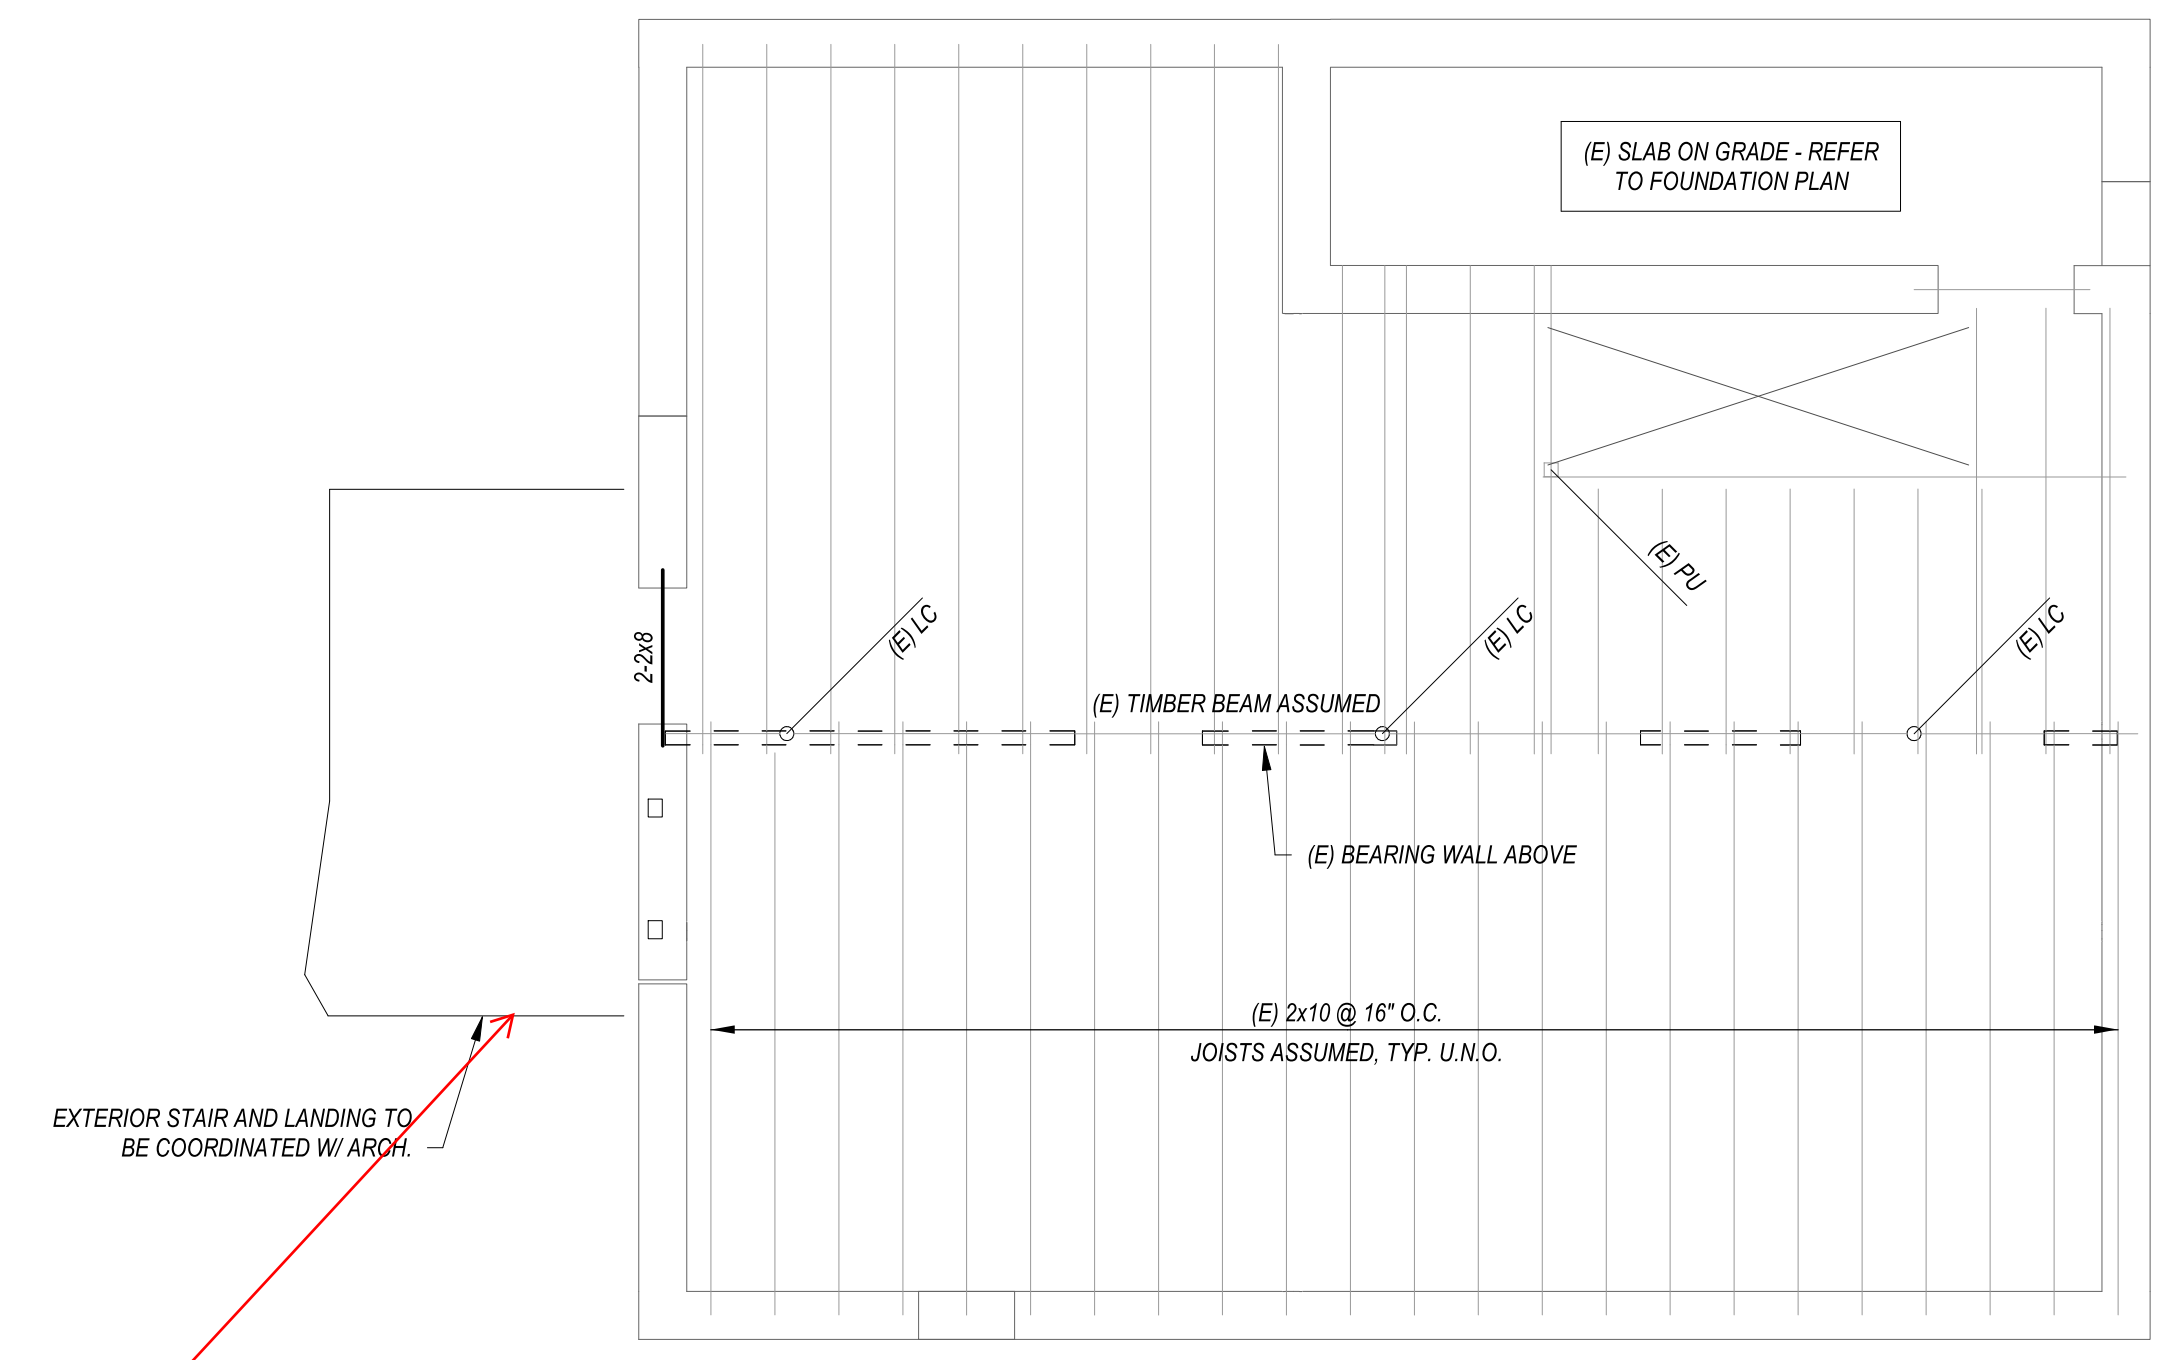 (E) SLAB ON GRADE - REFER
TO FOUNDATION PLAN
(E) PU
2-2x8
(E) LC
(E) LC
(E) LC
(E) TIMBER BEAM ASSUMED
(E) BEARING WALL ABOVE
(E) 2x10 @ 16" O.C.
JOISTS ASSUMED, TYP. U.N.O.
EXTERIOR STAIR AND LANDING TO
BE COORDINATED W/ ARCH.